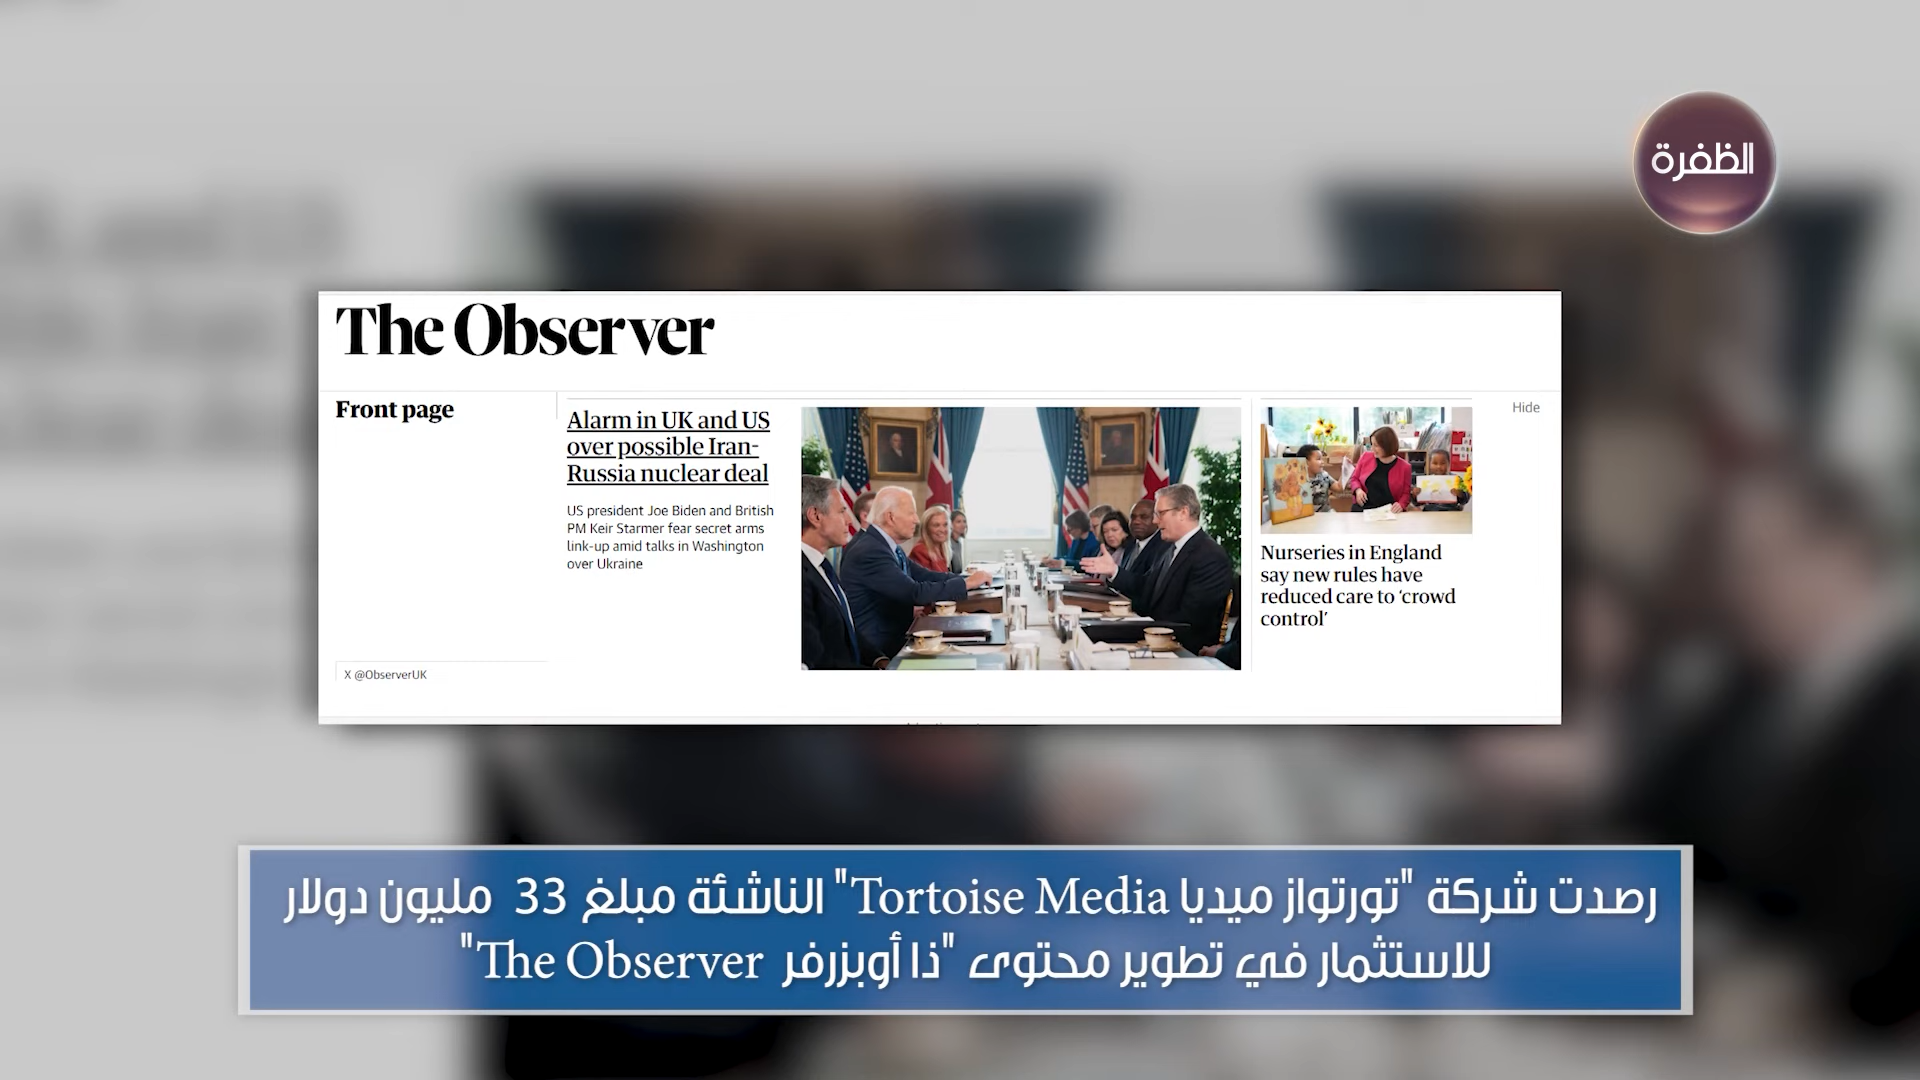 الظفرة
The Observer
Front page
Alarm in UK and US
over possible Iran-
Russia nuclear deal
US president Joe Biden and British
PM Keir Starmer fear secret arms
link-up amid talks in Washington
over Ukraine
X @ObserverUK
Nurseries in England
say new rules have
reduced care to ‘crowd
control’
Hide
رصدت شركة "تورتواز ميديا Tortoise Media" الناشئة مبلغ 33 مليون دولار
للاستثمار في تطوير محتوى "ذا أوبزرفر The Observer"